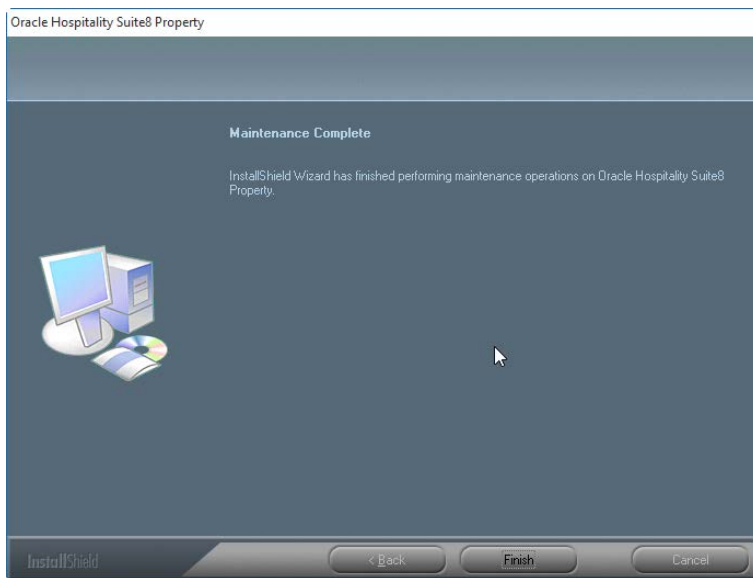 Oracle Hospitality Suite8 Property
Maintenance Complete
InstallShield Wizard has finished performing maintenance operations on Oracle Hospitality Suite8
Property.
InstallShield
< Back
Finish
Cancel